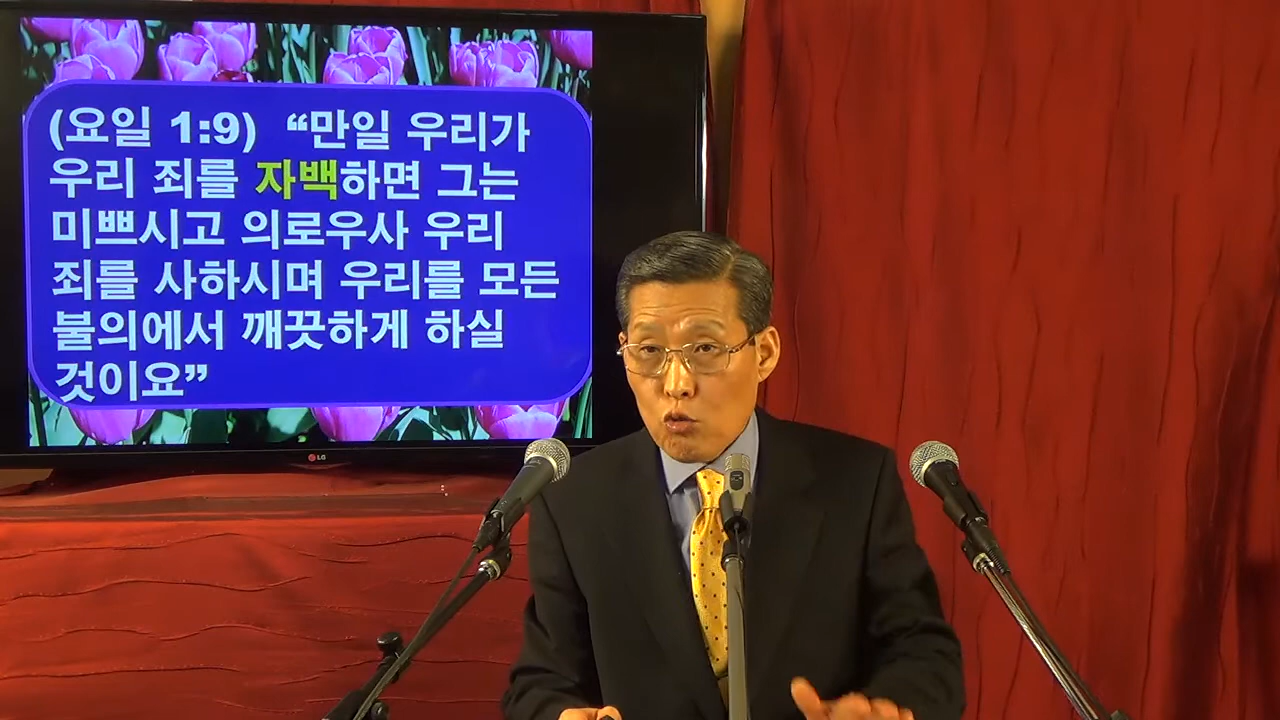 (요일 1:9) “만일 우리가
우리 죄를 자백하면 그는
미쁘시고 의로우사 우리
죄를 사하시며 우리를 모든
불의에서 깨끗하게 하실
것이요”
LG